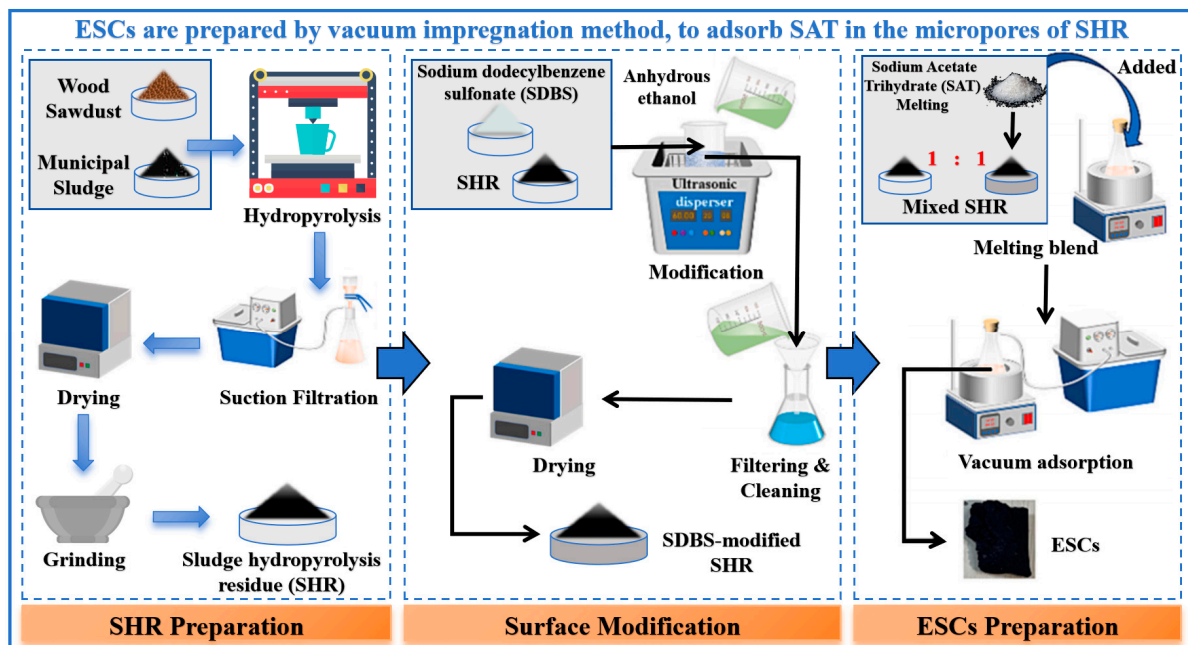 ESCs are prepared by vacuum impregnation method, to adsorb SAT in the micropores of SHR
Wood
Sawdust
Municipal
Sludge
Hydropyrolysis
Drying
Suction Filtration
Grinding
Sludge hydropyrolysis
residue (SHR)
SHR Preparation
Sodium dodecylbenzene
sulfonate (SDBS)
SHR
Anhydrous
ethanol
Ultrasonic
disperser
Modification
Drying
Filtering &
Cleaning
SDBS-modified
SHR
Surface Modification
Sodium Acetate
Trihydrate (SAT)
Melting
Added
1 : 1
Mixed SHR
Melting blend
Vacuum adsorption
ESCs
ESCs Preparation